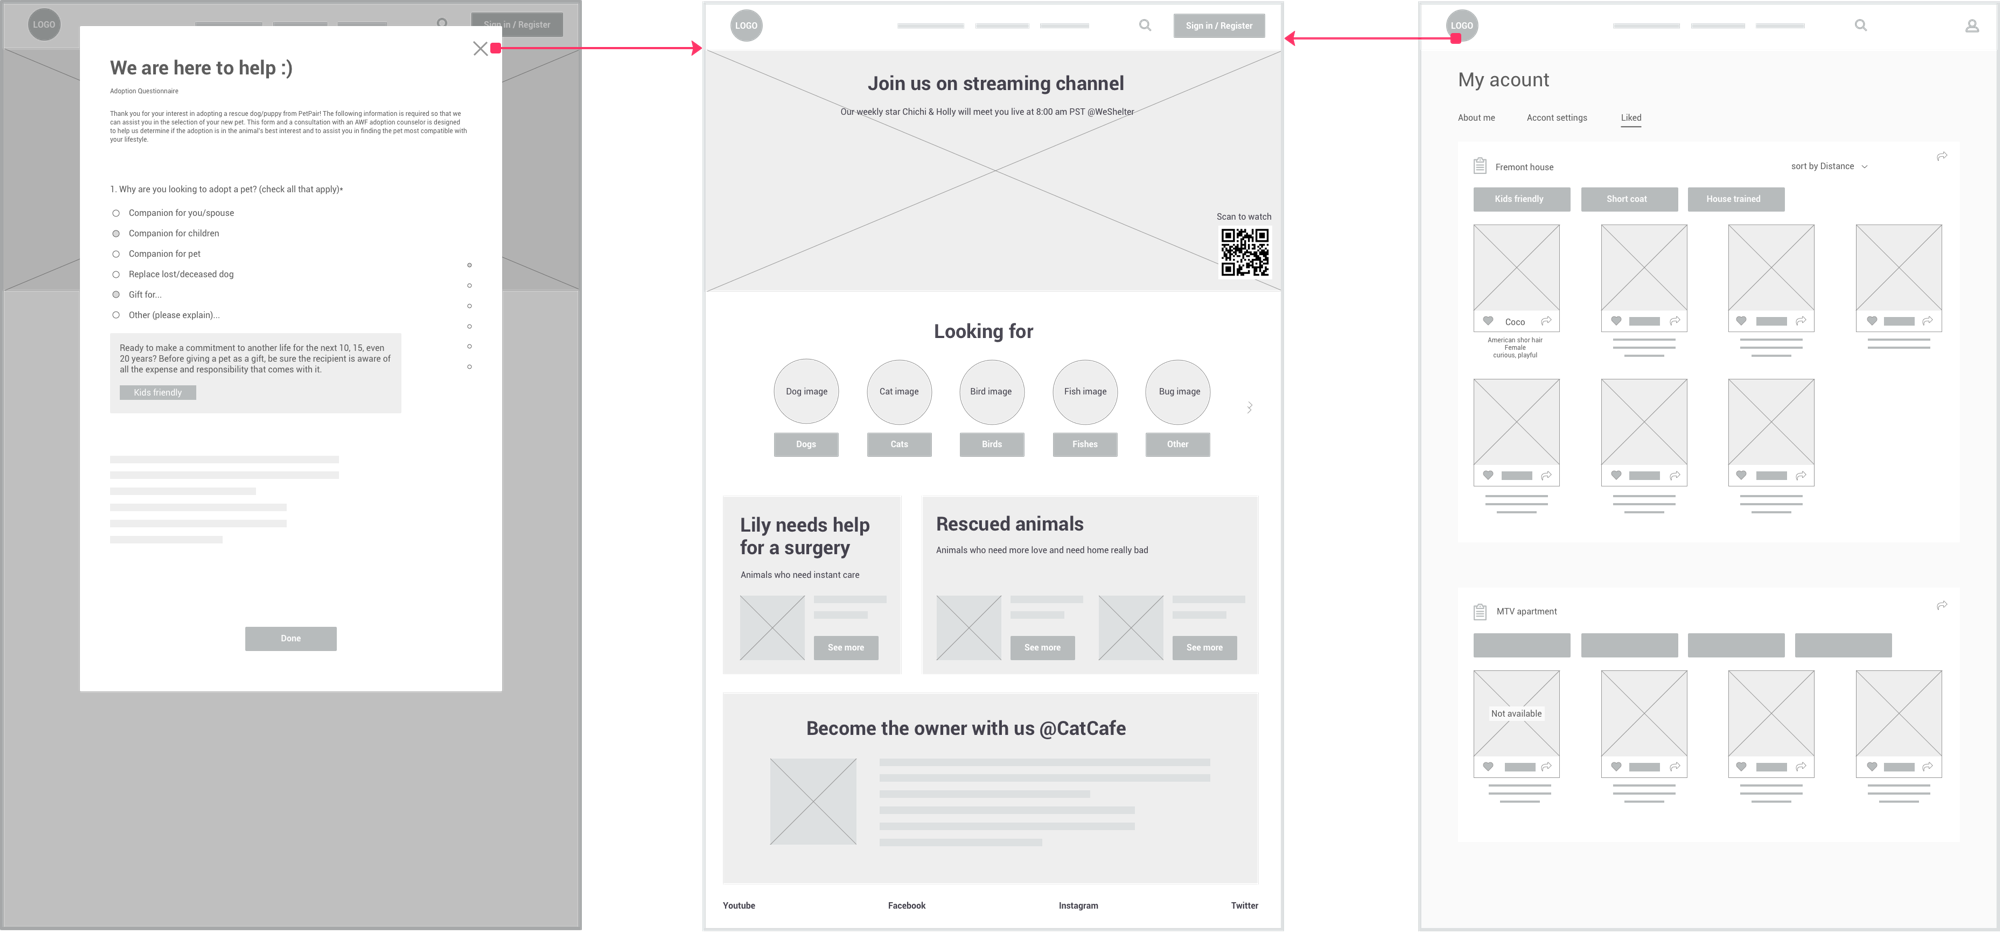 LOGO
Sign in / Register
We are here to help :)
Adoption Questionnaire
Thank you for your interest in adopting a rescue dog/puppy from PetPair! The following information is required so that we
can assist you in the selection of your new pet. This form and a consultation with an AWF adoption counselor is designed
to help us determine if the adoption is in the animal's best interest and to assist you in finding the pet most compatible with
your lifestyle.
1. Why are you looking to adopt a pet? (check all that apply)*
Companion for you/spouse
Companion for children
Companion for pet
Replace lost/deceased dog
Gift for...
Other (please explain)...
Ready to make a commitment to another life for the next 10, 15, even
20 years? Before giving a pet as a gift, be sure the recipient is aware of
all the expense and responsibility that comes with it.
Kids friendly
Done
LOGO
Sign in / Register
Join us on streaming channel
Our weekly star Chichi & Holly will meet you live at 8:00 am PST @WeShelter
Scan to watch
Looking for
Dog image
Cat image
Bird image
Fish image
Bug image
Dogs
Cats
Birds
Fishes
Other
Lily needs help
for a surgery
Animals who need instant care
See more
Rescued animals
Animals who need more love and need home really bad
See more
See more
Become the owner with us @CatCafe
Youtube
Facebook
Instagram
Twitter
LOGO
My acount
About me
Accont settings
Liked
Fremont house
sort by Distance
Kids friendly
Short coat
House trained
Coco
American shor hair
Female
curious, playful
MTV apartment
Not available